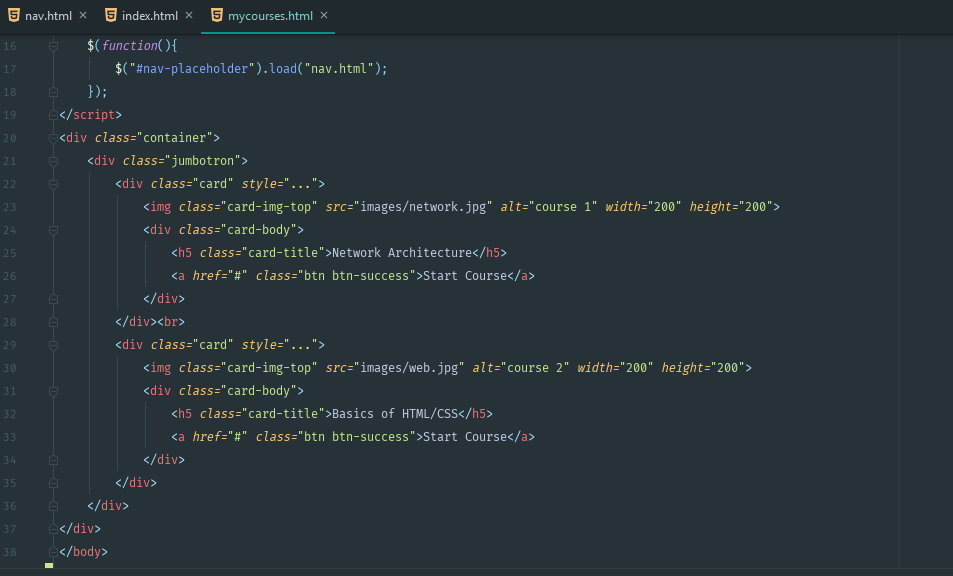 nav.html × index.html × mycourses.html ×
16 $(function(){
17 $("#nav-placeholder").load("nav.html");
18 });
19 </script>
20 <div class="container">
21 <div class="jumbotron">
22 <div class="card" style="...">
23 <img class="card-img-top" src="images/network.jpg" alt="course 1" width="200" height="200">
24 <div class="card-body">
25 <h5 class="card-title">Network Architecture</h5>
26 <a href="#" class="btn btn-success">Start Course</a>
27 </div>
28 </div><br>
29 <div class="card" style="...">
30 <img class="card-img-top" src="images/web.jpg" alt="course 2" width="200" height="200">
31 <div class="card-body">
32 <h5 class="card-title">Basics of HTML/CSS</h5>
33 <a href="#" class="btn btn-success">Start Course</a>
34 </div>
35 </div>
36 </div>
37 </div>
38 </body>